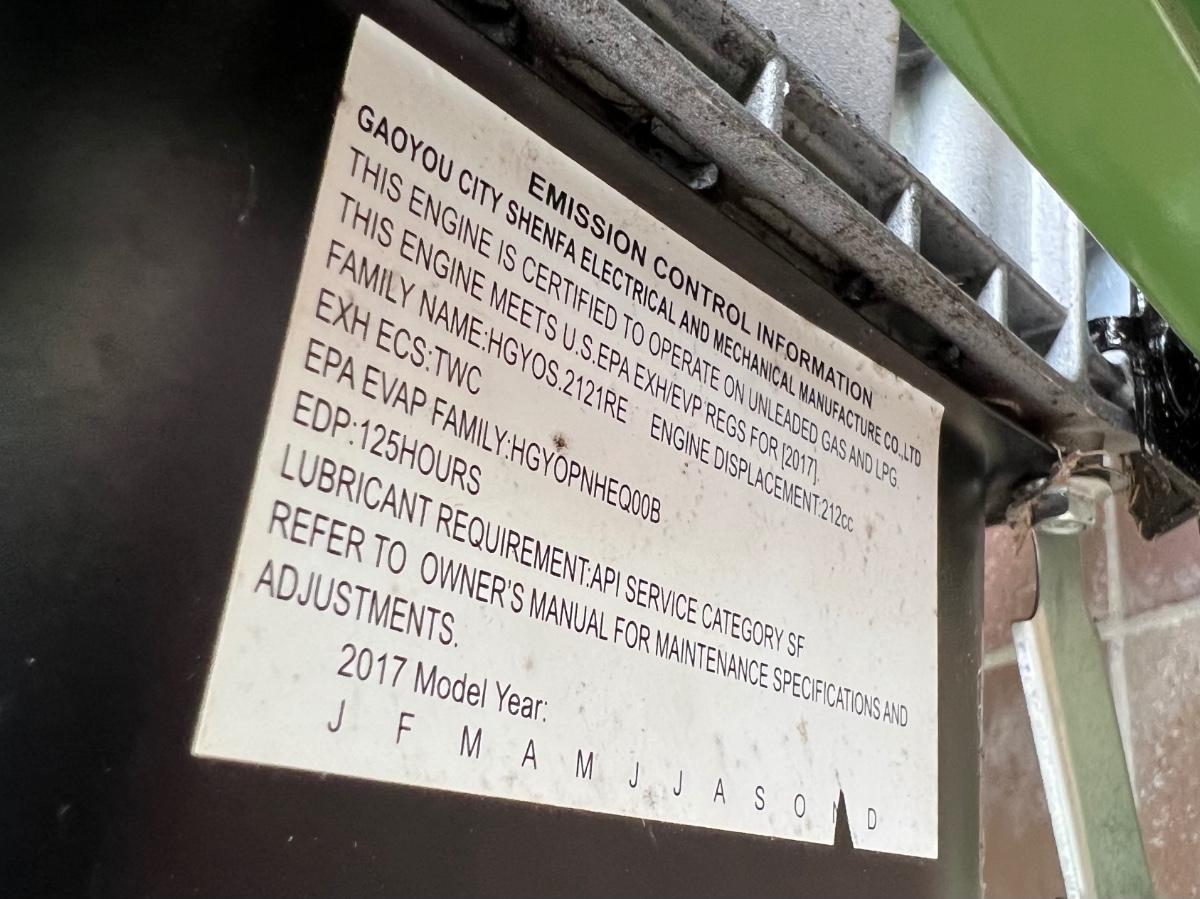 EMISSION CONTROL INFORMATION
GAOYOU CITY SHENFA ELECTRICAL AND MECHANICAL MANUFACTURE CO.,LTD
THIS ENGINE IS CERTIFIED TO OPERATE ON UNLEADED GAS AND LPG.
THIS ENGINE MEETS U.S.EPA EXH/EVP REGS FOR [2017].
FAMILY NAME:HGYOS.2121RE ENGINE DISPLACEMENT:212cc
EXH ECS:TWC
EPA EVAP FAMILY:HGYOPNHEQ00B
EDP:125HOURS
LUBRICANT REQUIREMENT:API SERVICE CATEGORY SF
REFER TO OWNER'S MANUAL FOR MAINTENANCE SPECIFICATIONS AND
ADJUSTMENTS.
2017 Model Year:
J F M A M J J A S O D